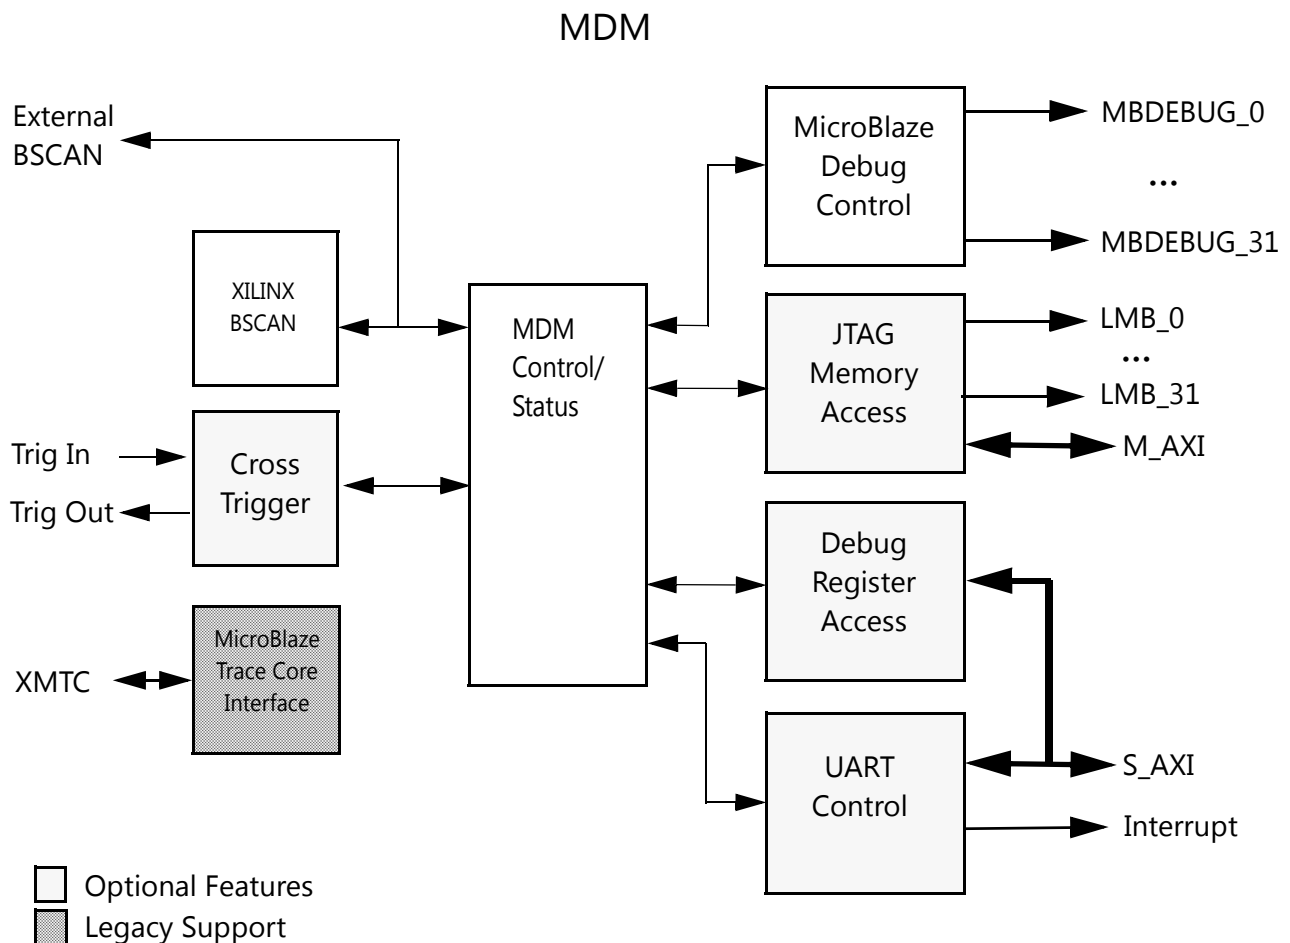 MDM
External
BSCAN
XILINX
BSCAN
Trig In
Trig Out
Cross
Trigger
XMTC
MicroBlaze
Trace Core
Interface
MDM
Control/
Status
MicroBlaze
Debug
Control
MBDEBUG_0
...
MBDEBUG_31
JTAG
Memory
Access
LMB_0
...
LMB_31
M_AXI
Debug
Register
Access
UART
Control
S_AXI
Interrupt
Optional Features
Legacy Support